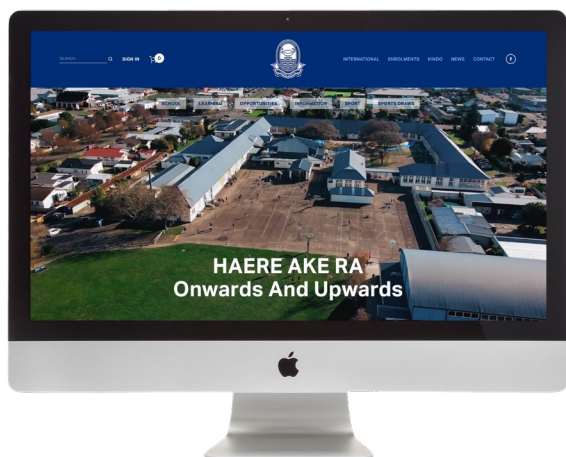 SEARCH
SIGN IN
0
INTERNATIONAL ENROLMENTS KINDO NEWS CONTACT
f
SCHOOL LEARNING OPPORTUNITIES INFORMATION SPORT SPORTS DRAWS
HAERE AKE RA
Onwards And Upwards